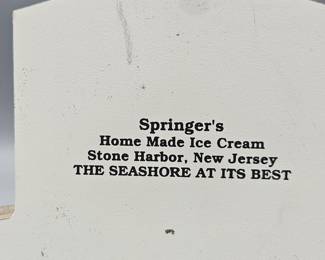 Springer's
Home Made Ice Cream
Stone Harbor, New Jersey
THE SEASHORE AT ITS BEST